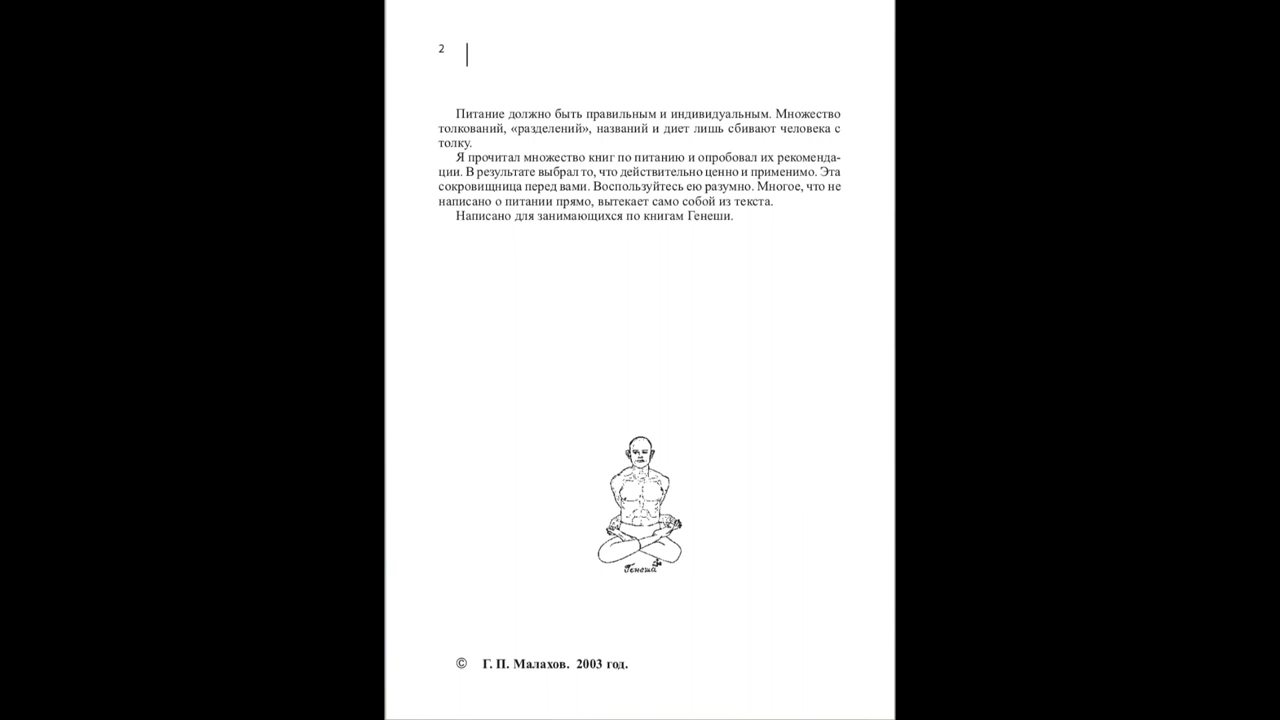 2
Питание должно быть правильным и индивидуальным. Множество
толкований, «разделений», названий и диет лишь сбивают человека с
толку.
Я прочитал множество книг по питанию и опробовал их рекоменда-
ции. В результате выбрал то, что действительно ценно и применимо. Эта
сокровищница перед вами. Воспользуйтесь ею разумно. Многое, что не
написано о питании прямо, вытекает само собой из текста.
Написано для занимающихся по книгам Генеши.
Генеша
© Г. П. Малахов. 2003 год.